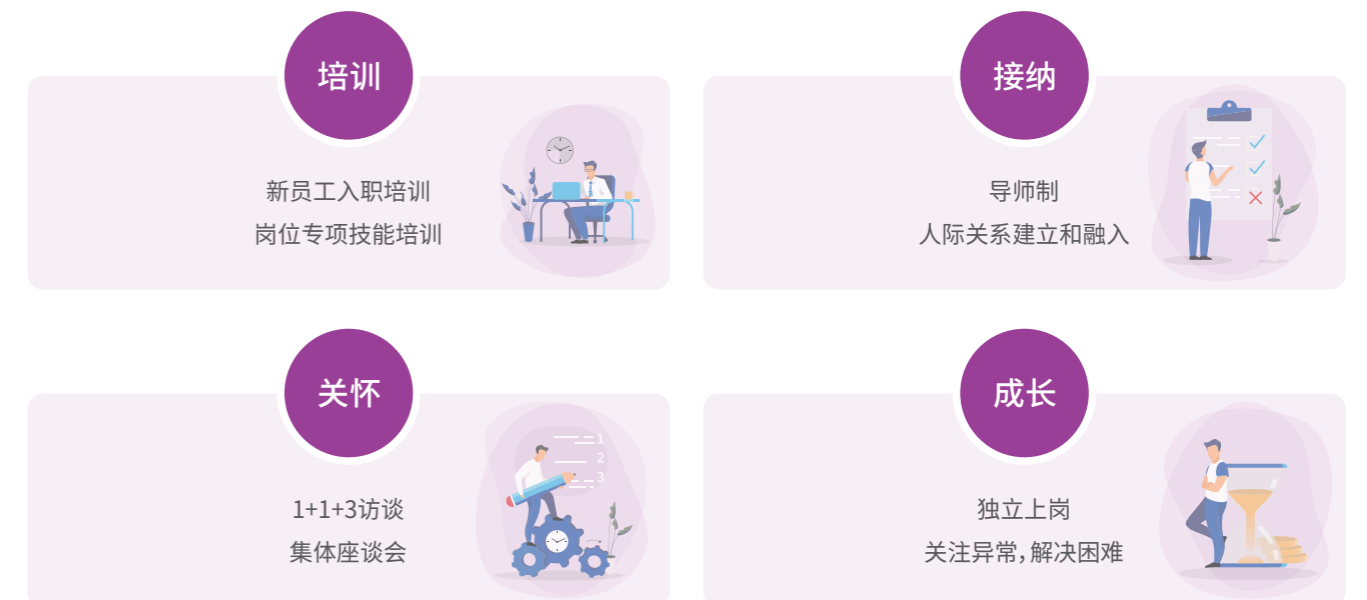 培训
新员工入职培训
岗位专项技能培训
接纳
导师制
人际关系建立和融入
关怀
1+1+3访谈
集体座谈会
1
2
3
成长
独立上岗
关注异常,解决困难